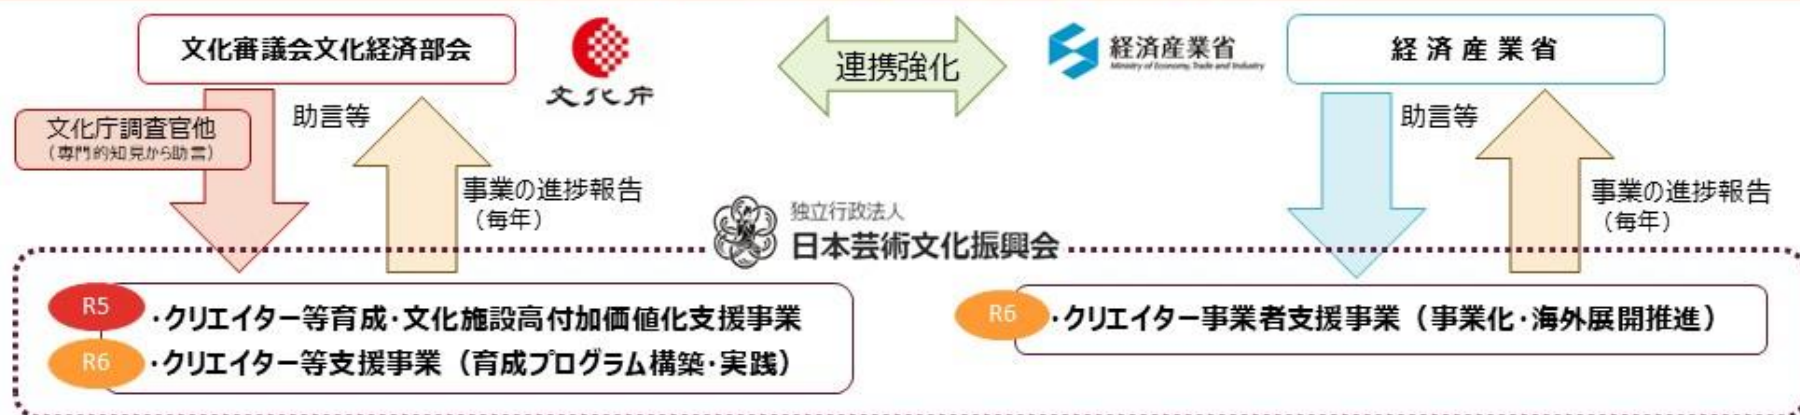 文化審議会文化経済部会
文化庁
連携強化
経済産業省
Ministry of Economy, Trade and Industry
経済産業省
文化庁調査官他
（専門的知見から助言）
助言等
事業の進捗報告
（毎年）
助言等
事業の進捗報告
（毎年）
独立行政法人
日本芸術文化振興会
R5
・クリエイター等育成・文化施設高付加価値化支援事業
R6
・クリエイター等支援事業（育成プログラム構築・実践）
R6
・クリエイター事業者支援事業（事業化・海外展開推進）